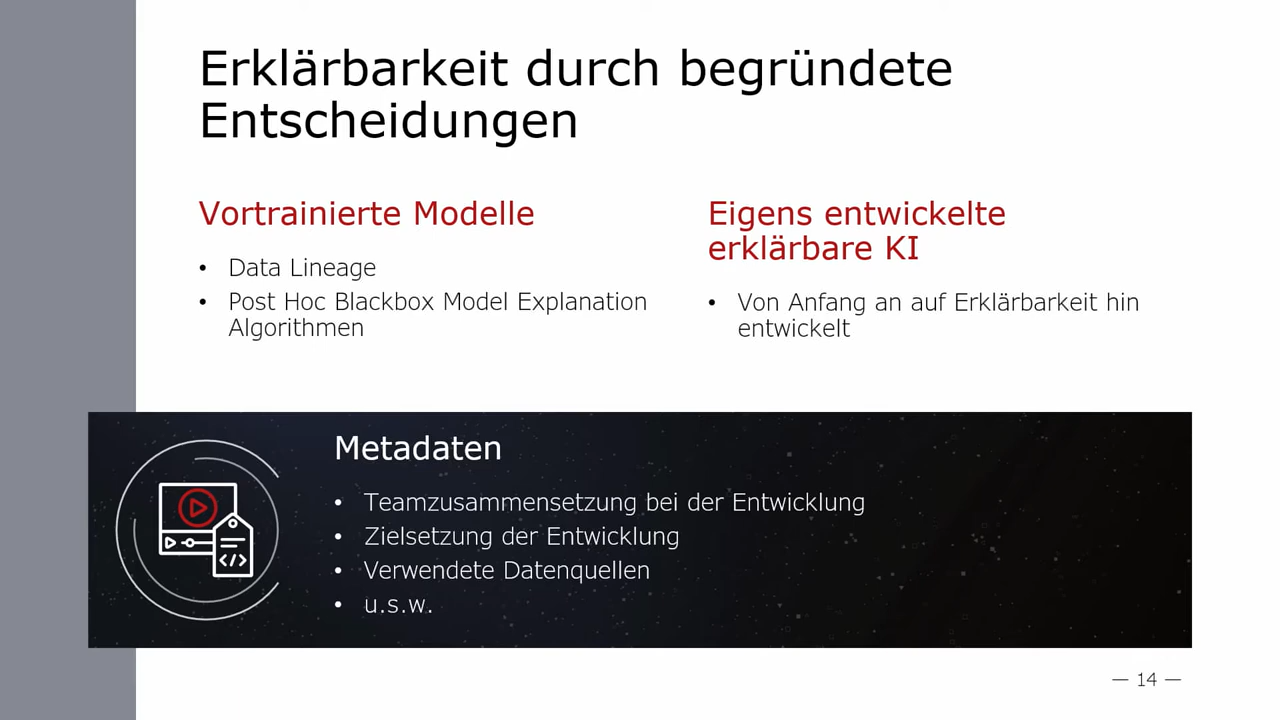 Erklärbarkeit durch begründete
Entscheidungen
Vortrainierte Modelle
• Data Lineage
• Post Hoc Blackbox Model Explanation
Algorithmen
Eigens entwickelte
erklärbare KI
• Von Anfang an auf Erklärbarkeit hin
entwickelt
Metadaten
• Teamzusammensetzung bei der Entwicklung
• Zielsetzung der Entwicklung
• Verwendete Datenquellen
• u.s.w.
</>
— 14 —